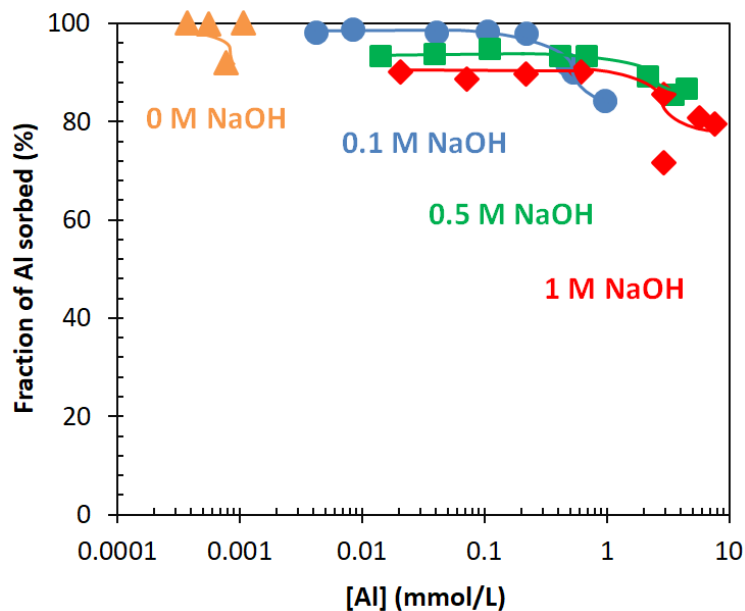 100
80
60
40
20
0
Fraction of Al sorbed (%)
0 M NaOH
0.1 M NaOH
0.5 M NaOH
1 M NaOH
0.0001 0.001 0.01 0.1 1 10
[Al] (mmol/L)